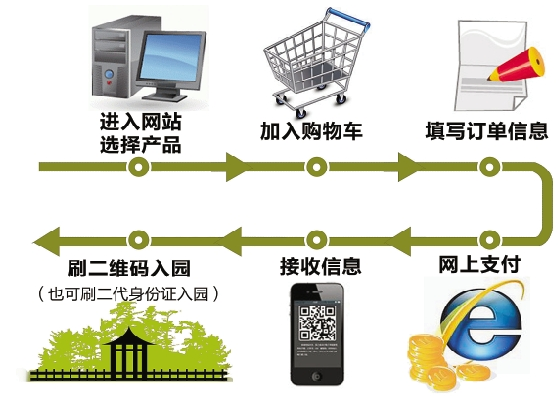 进入网站
选择产品
加入购物车
填写订单信息
网上支付
接收信息
刷二维码入园
（也可刷二代身份证入园）